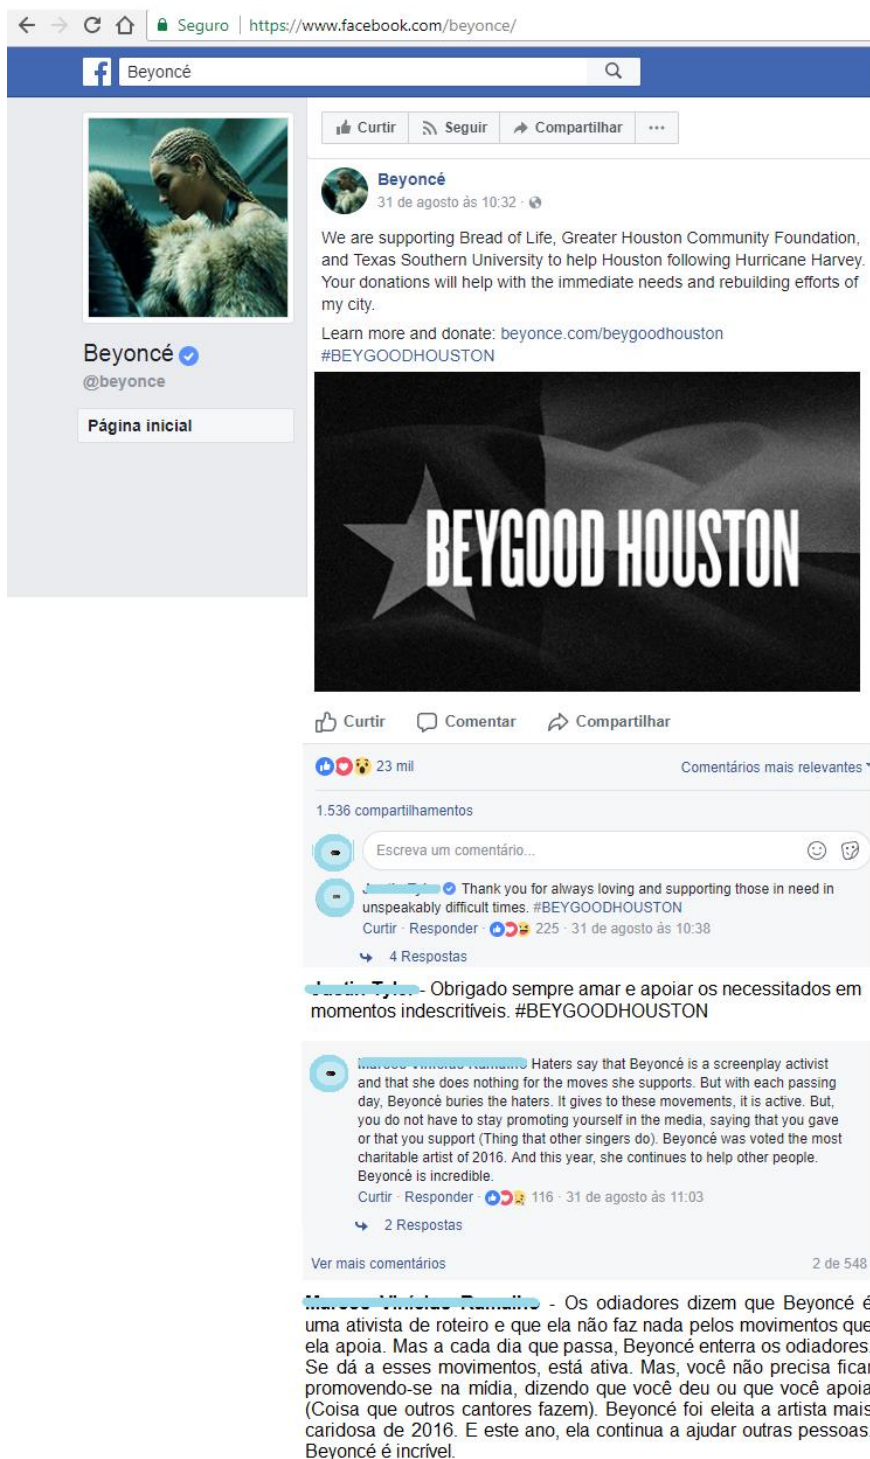 Seguro | https://www.facebook.com/beyonce/
Beyoncé
Curtir Seguir Compartilhar ...
Beyoncé
31 de agosto às 10:32 ·
We are supporting Bread of Life, Greater Houston Community Foundation,
and Texas Southern University to help Houston following Hurricane Harvey.
Your donations will help with the immediate needs and rebuilding efforts of
my city.
Learn more and donate: beyonce.com/beygoodhouston
#BEYGOODHOUSTON
Beyoncé
@beyonce
Página inicial
BEYGOOD HOUSTON
Curtir Comentar Compartilhar
23 mil Comentários mais relevantes
1.536 compartilhamentos
Escreva um comentário...
Thank you for always loving and supporting those in need in
unspeakably difficult times. #BEYGOODHOUSTON
Curtir · Responder · 225 · 31 de agosto às 10:38
4 Respostas
- Obrigado sempre amar e apoiar os necessitados em
momentos indescritíveis. #BEYGOODHOUSTON
Haters say that Beyoncé is a screenplay activist
and that she does nothing for the moves she supports. But with each passing
day, Beyoncé buries the haters. It gives to these movements, it is active. But,
you do not have to stay promoting yourself in the media, saying that you gave
or that you support (Thing that other singers do). Beyoncé was voted the most
charitable artist of 2016. And this year, she continues to help other people.
Beyoncé is incredible.
Curtir · Responder · 116 · 31 de agosto às 11:03
2 Respostas
Ver mais comentários 2 de 548
- Os odiadores dizem que Beyoncé é
uma ativista de roteiro e que ela não faz nada pelos movimentos que
ela apoia. Mas a cada dia que passa, Beyoncé enterra os odiadores.
Se dá a esses movimentos, está ativa. Mas, você não precisa ficar
promovendo-se na mídia, dizendo que você deu ou que você apoia
(Coisa que outros cantores fazem). Beyoncé foi eleita a artista mais
caridosa de 2016. E este ano, ela continua a ajudar outras pessoas.
Beyoncé é incrível.